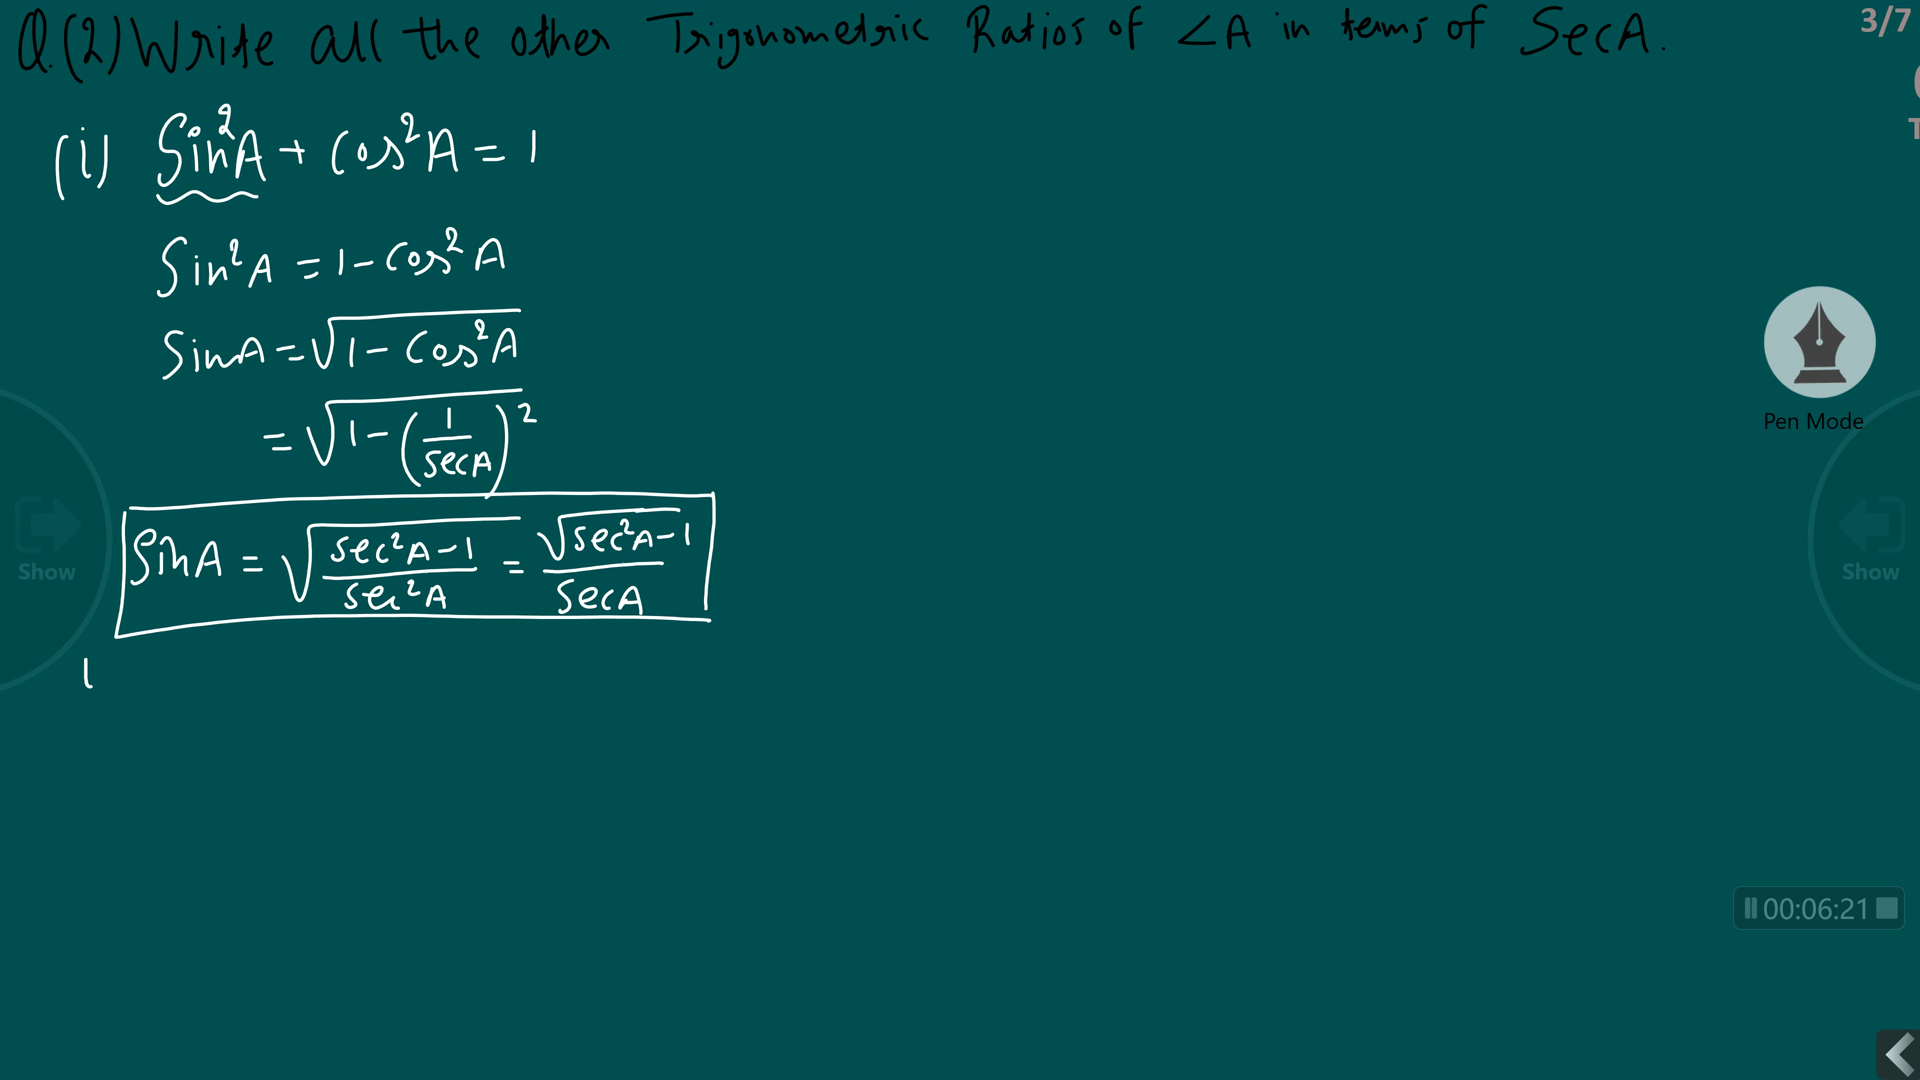 Q.(2) Write all the other Trigonometric Ratios of ∠A in terms of SecA.
3/7
(i) Sin²A + Cos²A = 1
Sin²A = 1 - Cos²A
SinA = √(1 - Cos²A)
= √(1 - (1/secA)²)
SinA = √((sec²A - 1)/(sec²A)) = √(sec²A - 1)/SecA
(
T
Pen Mode
Show
Show
00:06:21